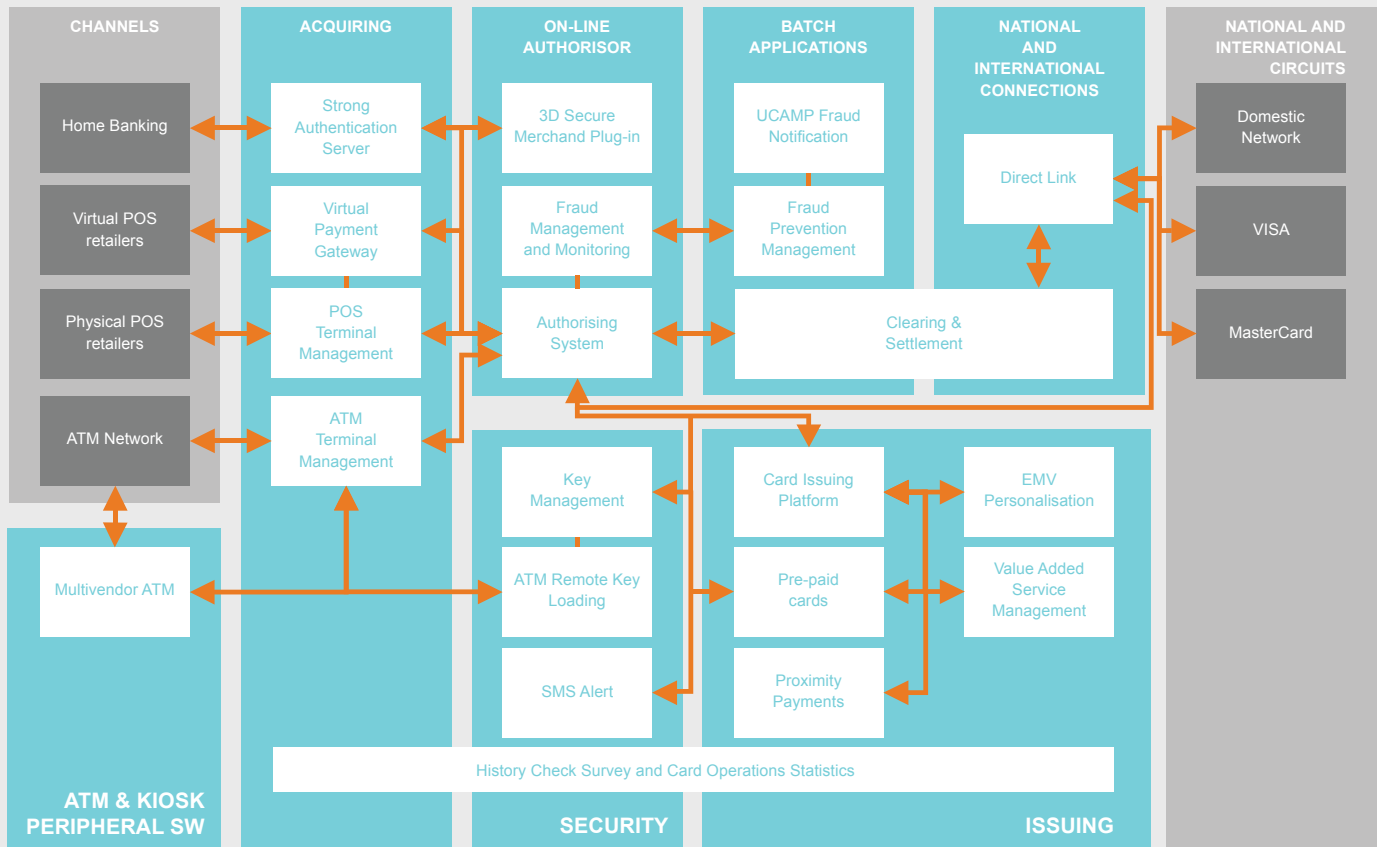 CHANNELS
ACQUIRING
ON-LINE
AUTHORISOR
BATCH
APPLICATIONS
NATIONAL
AND
INTERNATIONAL
CONNECTIONS
NATIONAL AND
INTERNATIONAL
CIRCUITS
Home Banking
Strong
Authentication
Server
3D Secure
Merchand Plug-in
UCAMP Fraud
Notification
Direct Link
Domestic
Network
Virtual POS
retailers
Virtual
Payment
Gateway
Fraud
Management
and Monitoring
Fraud
Prevention
Management
VISA
Physical POS
retailers
POS
Terminal
Management
Authorising
System
Clearing &
Settlement
MasterCard
ATM Network
ATM
Terminal
Management
Key
Management
Card Issuing
Platform
EMV
Personalisation
Multivendor ATM
ATM Remote Key
Loading
Pre-paid
cards
Value Added
Service
Management
SMS Alert
Proximity
Payments
History Check Survey and Card Operations Statistics
ATM & KIOSK
PERIPHERAL SW
SECURITY
ISSUING